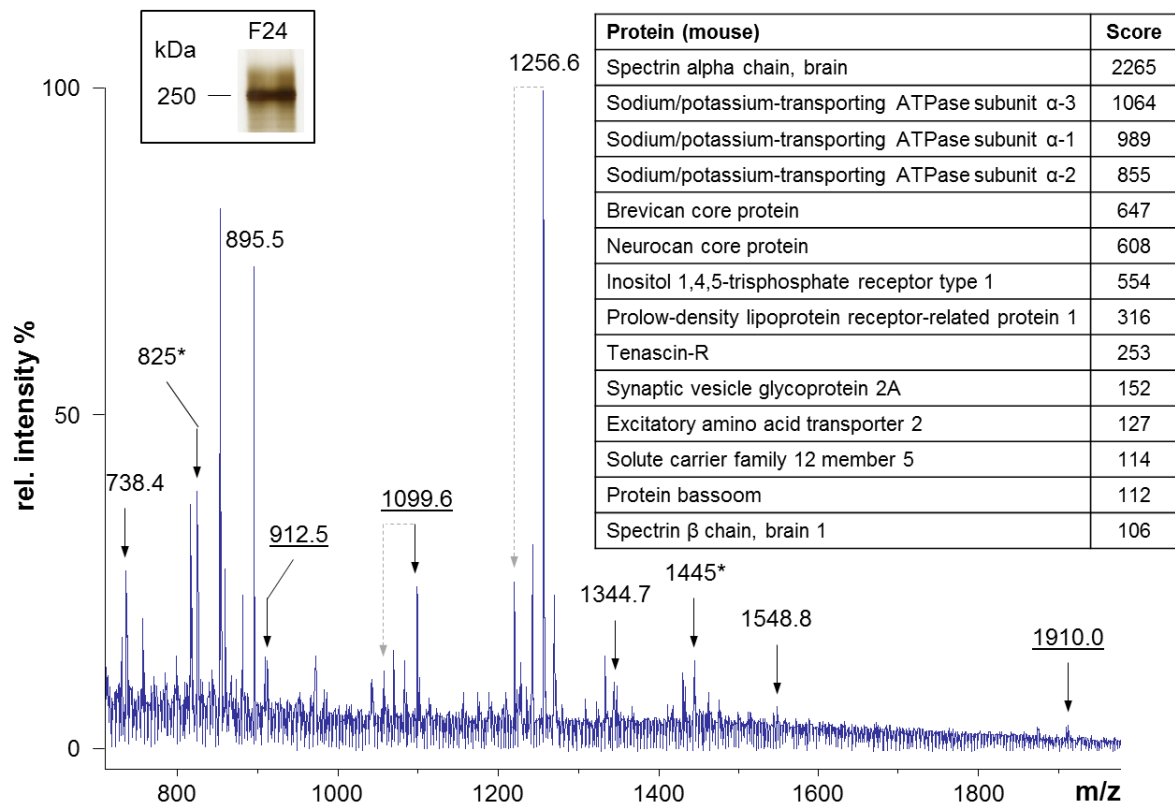 kDa
F24
250
Protein (mouse) Score
Spectrin alpha chain, brain 2265
Sodium/potassium-transporting ATPase subunit α-3 1064
Sodium/potassium-transporting ATPase subunit α-1 989
Sodium/potassium-transporting ATPase subunit α-2 855
Brevican core protein 647
Neurocan core protein 608
Inositol 1,4,5-trisphosphate receptor type 1 554
Prolow-density lipoprotein receptor-related protein 1 316
Tenascin-R 253
Synaptic vesicle glycoprotein 2A 152
Excitatory amino acid transporter 2 127
Solute carrier family 12 member 5 114
Protein bassoom 112
Spectrin β chain, brain 1 106
rel. intensity %
100
50
0
738.4
825*
895.5
912.5
1099.6
1256.6
1344.7
1445*
1548.8
1910.0
800 1000 1200 1400 1600 1800 m/z